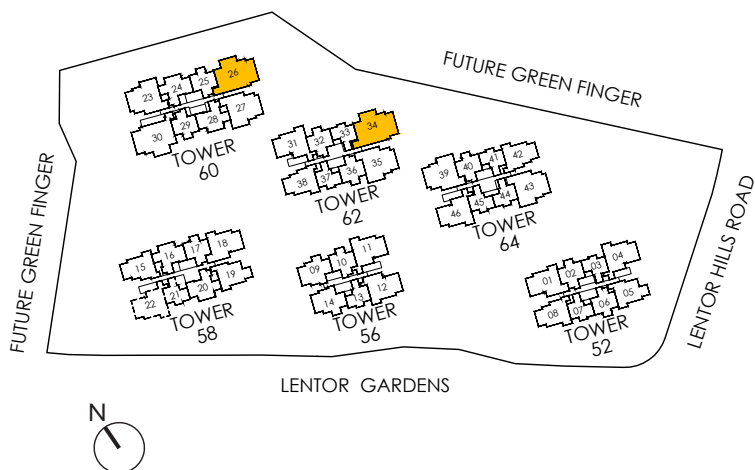 FUTURE GREEN FINGER
23 24 25 26
30 29 28 27
TOWER
60
31 32 33 34
38 37 36 35
TOWER
62
39 40 41 42
46 45 44 43
TOWER
64
FUTURE GREEN FINGER
15 16 17 18
22 21 20 19
TOWER
58
09 10 11
14 13 12
TOWER
56
01 02 03 04
08 07 06 05
TOWER
52
LENTOR HILLS ROAD
LENTOR GARDENS
N